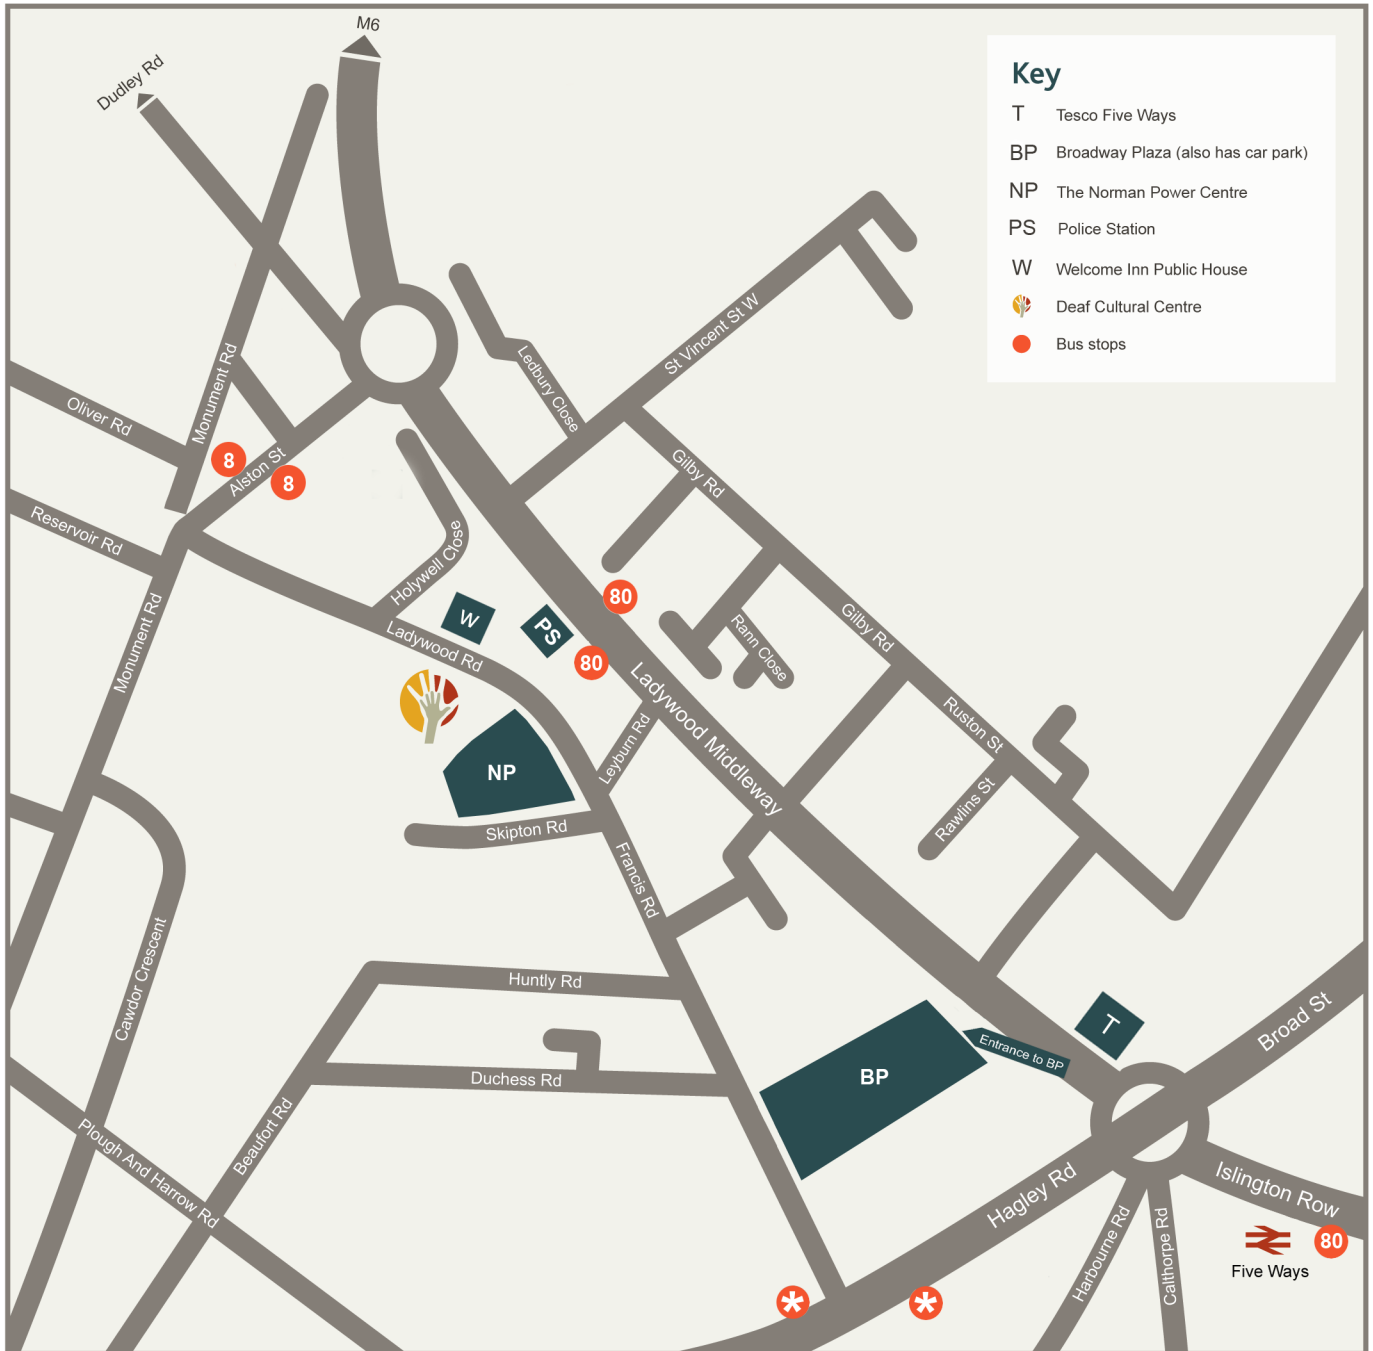 M6
Dudley Rd
Key
T Tesco Five Ways
BP Broadway Plaza (also has car park)
NP The Norman Power Centre
PS Police Station
W Welcome Inn Public House
Deaf Cultural Centre
Bus stops
St Vincent St W
Ledbury Close
Monument Rd
Oliver Rd
8
Alston St
8
Gilby Rd
Reservoir Rd
Holywell Close
80
W
PS
Gilby Rd
Rann Close
Monument Rd
Ladywood Rd
80
Ladywood Middleway
Ruston St
Leyburn Rd
NP
Rawlins St
Skipton Rd
Francis Rd
Cawdor Crescent
Huntly Rd
T
Broad St
Entrance to BP
BP
Duchess Rd
Beaufort Rd
Plough And Harrow Rd
Hagley Rd
Islington Row
Harbourne Rd
Calthorpe Rd
80
Five Ways
*
*